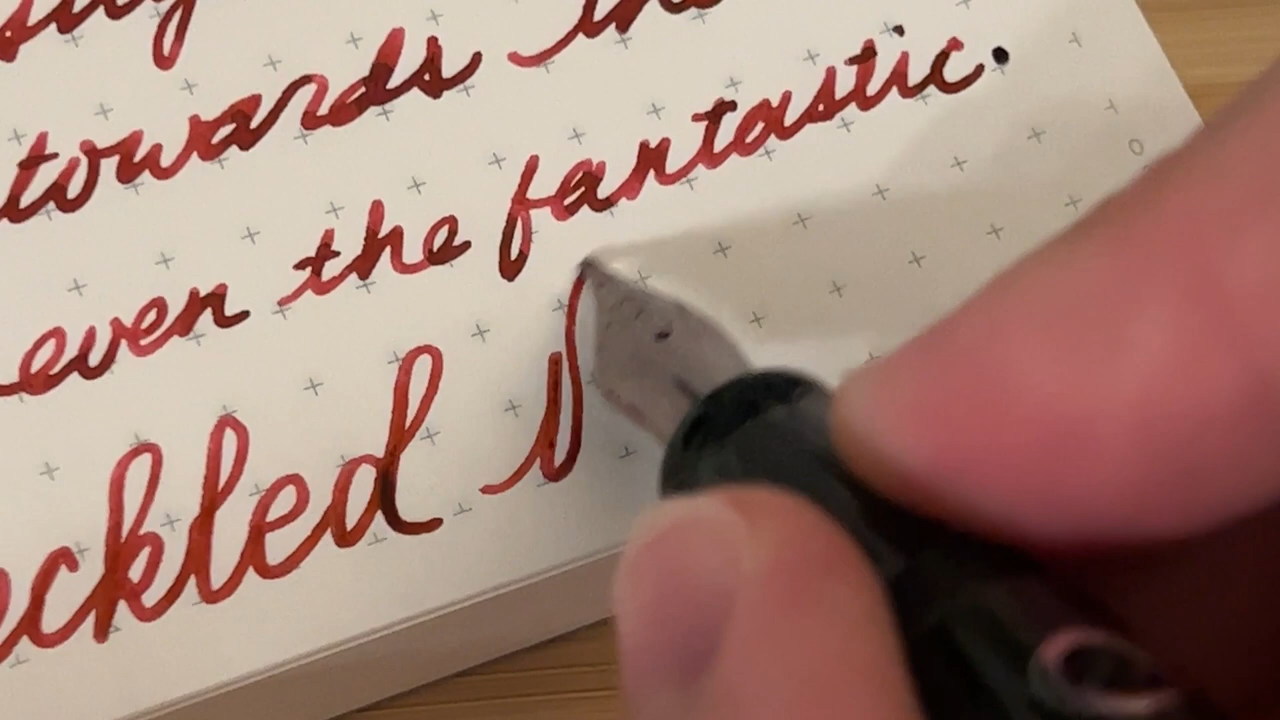 towards the
even the fantastic.
eckled